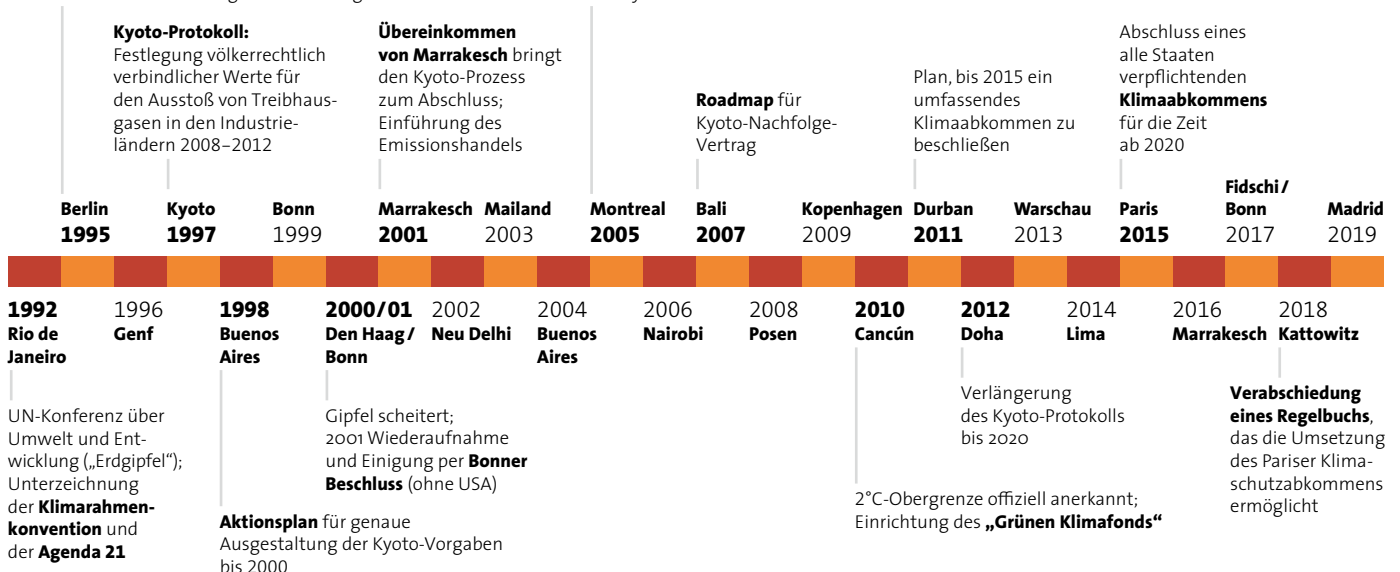 Kyoto-Protokoll:
Festlegung völkerrechtlich
verbindlicher Werte für
den Ausstoß von Treibhaus-
gasen in den Industrie-
ländern 2008–2012
Übereinkommen
von Marrakesch bringt
den Kyoto-Prozess
zum Abschluss;
Einführung des
Emissionshandels
Roadmap für
Kyoto-Nachfolge-
Vertrag
Plan, bis 2015 ein
umfassendes
Klimaabkommen zu
beschließen
Abschluss eines
alle Staaten
verpflichtenden
Klimaabkommens
für die Zeit
ab 2020
Berlin
1995
Kyoto
1997
Bonn
1999
Marrakesch
2001
Mailand
2003
Montreal
2005
Bali
2007
Kopenhagen
2009
Durban
2011
Warschau
2013
Paris
2015
Fidschi/
Bonn
2017
Madrid
2019
1992
Rio de
Janeiro
1996
Genf
1998
Buenos
Aires
2000/01
Den Haag/
Bonn
2002
Neu Delhi
2004
Buenos
Aires
2006
Nairobi
2008
Posen
2010
Cancún
2012
Doha
2014
Lima
2016
Marrakesch
2018
Kattowitz
UN-Konferenz über
Umwelt und Ent-
wicklung („Erdgipfel“);
Unterzeichnung
der Klimarahmen-
konvention und
der Agenda 21
Aktionsplan für genaue
Ausgestaltung der Kyoto-Vorgaben
bis 2000
Gipfel scheitert;
2001 Wiederaufnahme
und Einigung per Bonner
Beschluss (ohne USA)
2°C-Obergrenze offiziell anerkannt;
Einrichtung des „Grünen Klimafonds“
Verlängerung
des Kyoto-Protokolls
bis 2020
Verabschiedung
eines Regelbuchs,
das die Umsetzung
des Pariser Klima-
schutzabkommens
ermöglicht